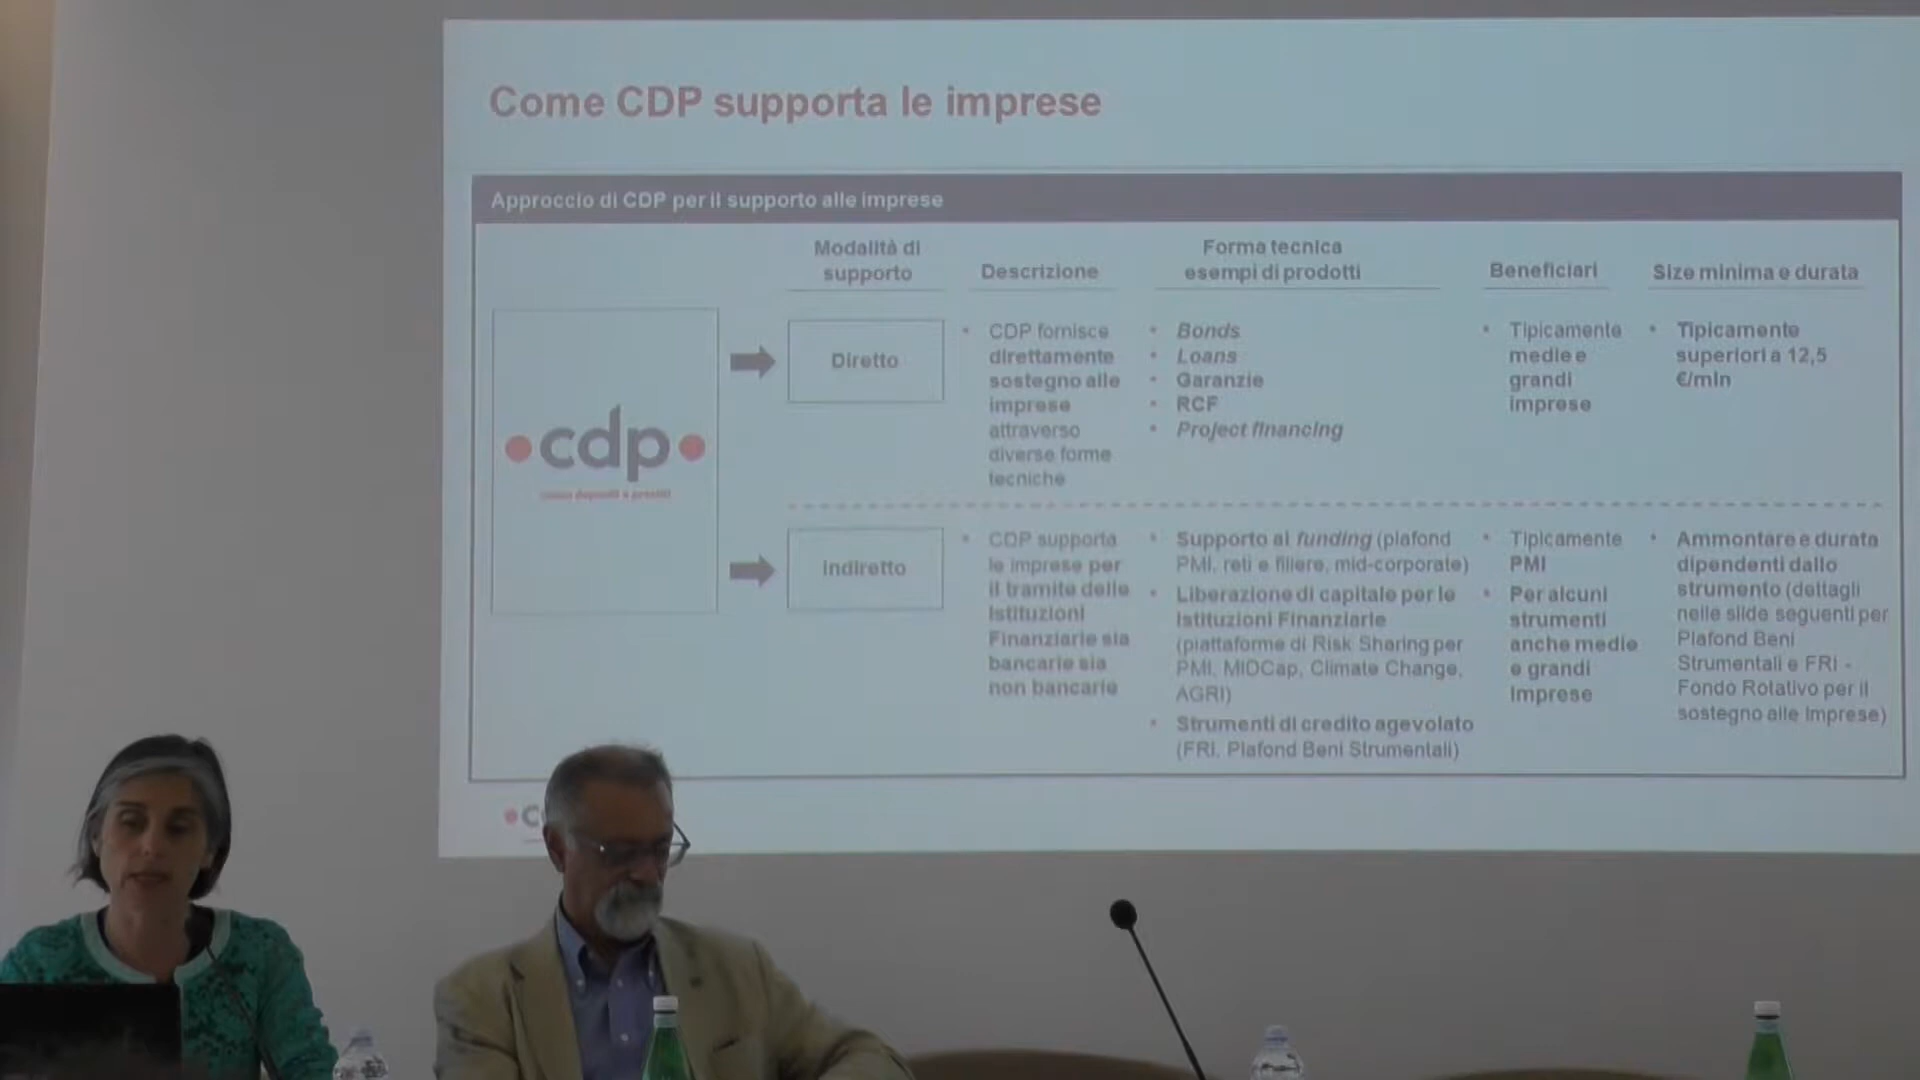 Come CDP supporta le imprese
Approccio di CDP per il supporto alle imprese
Modalità di
supporto
Descrizione
Forma tecnica
esempi di prodotti
Beneficiari
Size minima e durata
cdp
cassa depositi e prestiti
Diretto
• CDP fornisce
direttamente
sostegno alle
imprese
attraverso
diverse forme
tecniche
• Bonds
• Loans
• Garanzie
• RCF
• Project financing
• Tipicamente
medie e
grandi
imprese
• Tipicamente
superiori a 12,5
€/mln
Indiretto
• CDP supporta
le imprese per
il tramite delle
Istituzioni
Finanziarie sia
bancarie sia
non bancarie
• Supporto al funding (plafond
PMI, reti e filiere, mid-corporate)
• Liberazione di capitale per le
Istituzioni Finanziarie
(piattaforme di Risk Sharing per
PMI, MIDCap, Climate Change,
AGRI)
• Strumenti di credito agevolato
(FRI, Plafond Beni Strumentali)
• Tipicamente
PMI
• Per alcuni
strumenti
anche medie
e grandi
Imprese
• Ammontare e durata
dipendenti dallo
strumento (dettagli
nelle slide seguenti per
Plafond Beni
Strumentali e FRI -
Fondo Rotativo per il
sostegno alle Imprese)